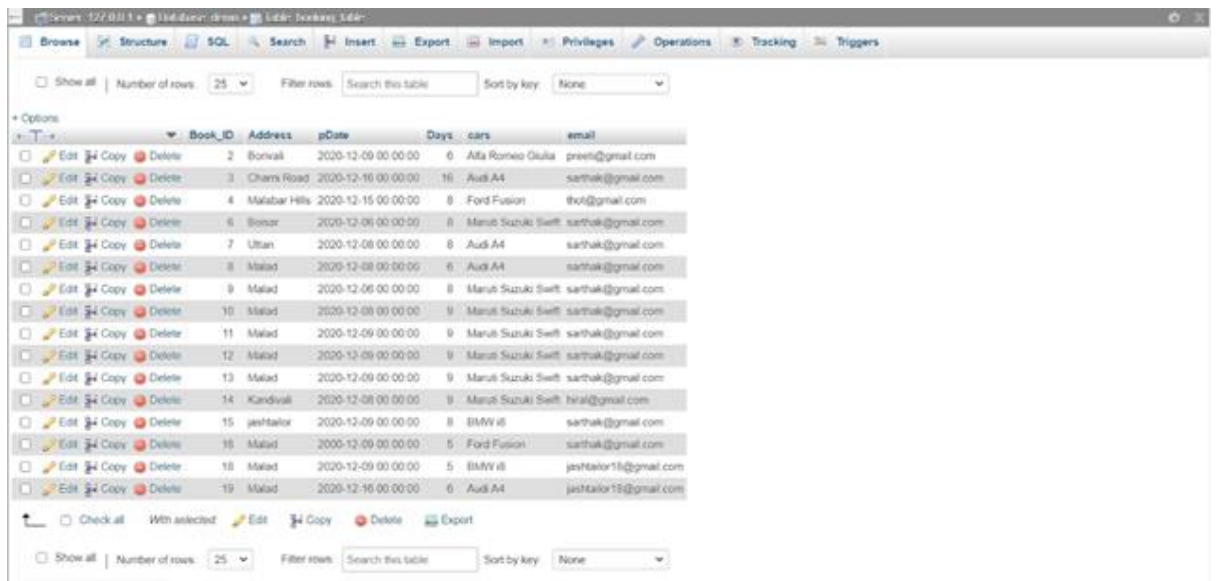 Server: 127.0.0.1 » Database: » Table: booking_table
Browse Structure SQL Search Insert Export Import Privileges Operations Tracking Triggers
Show all | Number of rows: 25 Filter rows: Search this table Sort by key: None
+ Options
Book_ID Address pDate Days cars email
Edit Copy Delete 2 Borivali 2020-12-09 00:00:00 6 Alfa Romeo Giulia preeti@gmail.com
Edit Copy Delete 3 Charni Road 2020-12-16 00:00:00 16 Audi A4 sarthak@gmail.com
Edit Copy Delete 4 Malabar Hills 2020-12-15 00:00:00 8 Ford Fusion thot@gmail.com
Edit Copy Delete 6 Boisar 2020-12-06 00:00:00 8 Maruti Suzuki Swift sarthak@gmail.com
Edit Copy Delete 7 Uttan 2020-12-08 00:00:00 8 Audi A4 sarthak@gmail.com
Edit Copy Delete 8 Malad 2020-12-08 00:00:00 6 Audi A4 sarthak@gmail.com
Edit Copy Delete 9 Malad 2020-12-06 00:00:00 8 Maruti Suzuki Swift sarthak@gmail.com
Edit Copy Delete 10 Malad 2020-12-08 00:00:00 9 Maruti Suzuki Swift sarthak@gmail.com
Edit Copy Delete 11 Malad 2020-12-09 00:00:00 9 Maruti Suzuki Swift sarthak@gmail.com
Edit Copy Delete 12 Malad 2020-12-09 00:00:00 9 Maruti Suzuki Swift sarthak@gmail.com
Edit Copy Delete 13 Malad 2020-12-09 00:00:00 9 Maruti Suzuki Swift sarthak@gmail.com
Edit Copy Delete 14 Kandivali 2020-12-08 00:00:00 9 Maruti Suzuki Swift hiral@gmail.com
Edit Copy Delete 15 jashtailor 2020-12-09 00:00:00 8 BMW i8 sarthak@gmail.com
Edit Copy Delete 16 Malad 2000-12-09 00:00:00 5 Ford Fusion sarthak@gmail.com
Edit Copy Delete 18 Malad 2020-12-09 00:00:00 5 BMW i8 jashtailor18@gmail.com
Edit Copy Delete 19 Malad 2020-12-16 00:00:00 6 Audi A4 jashtailor18@gmail.com
Check all With selected: Edit Copy Delete Export
Show all | Number of rows: 25 Filter rows: Search this table Sort by key: None